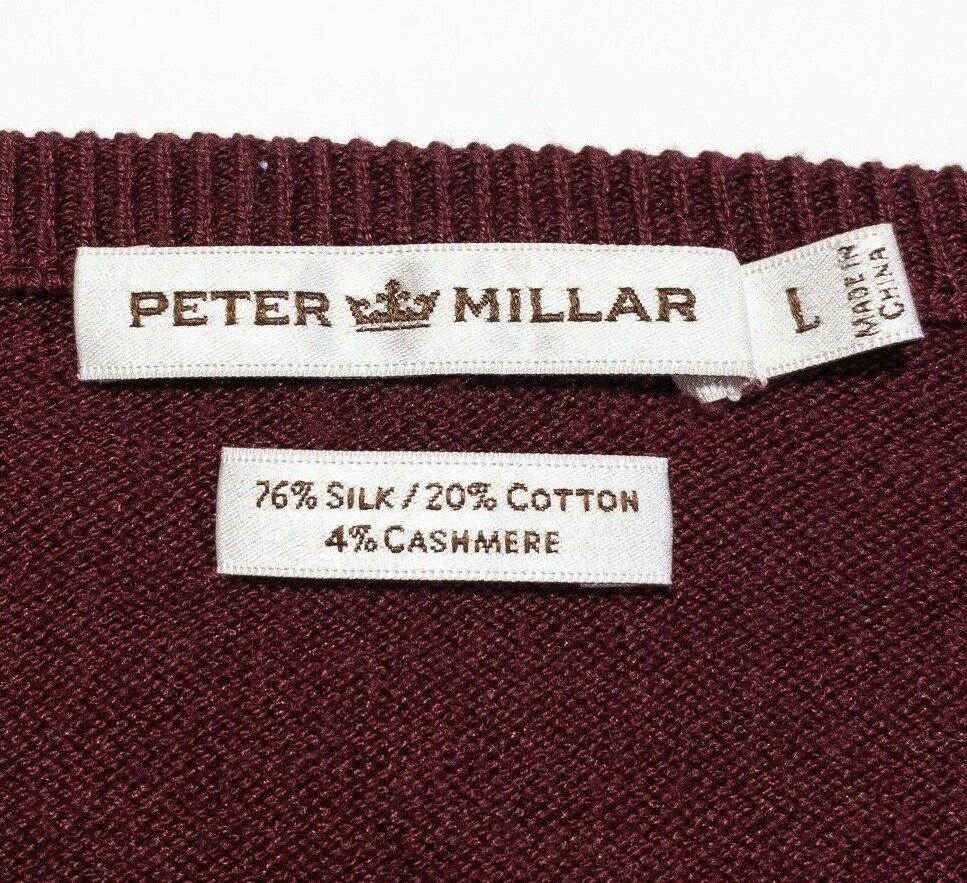 PETER MILLAR
L
MADE IN
CHINA
76% SILK / 20% COTTON
4% CASHMERE